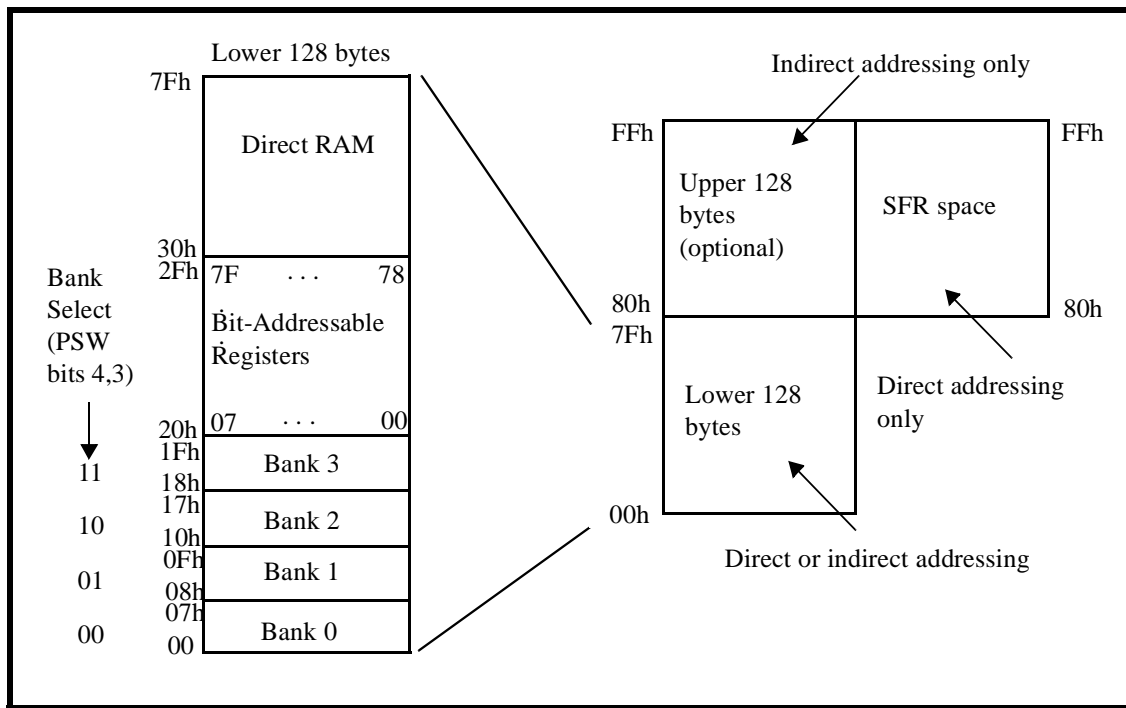 Lower 128 bytes
7Fh
Direct RAM
30h
2Fh
7F . . . 78
Bit-Addressable
Registers
07 . . . 00
20h
Bank
Select
(PSW
bits 4,3)
1Fh
11
Bank 3
18h
17h
10
Bank 2
10h
0Fh
01
Bank 1
08h
07h
00
Bank 0
00
Indirect addressing only
FFh
FFh
Upper 128
bytes
(optional)
SFR space
80h
80h
7Fh
Lower 128
bytes
Direct addressing
only
00h
Direct or indirect addressing